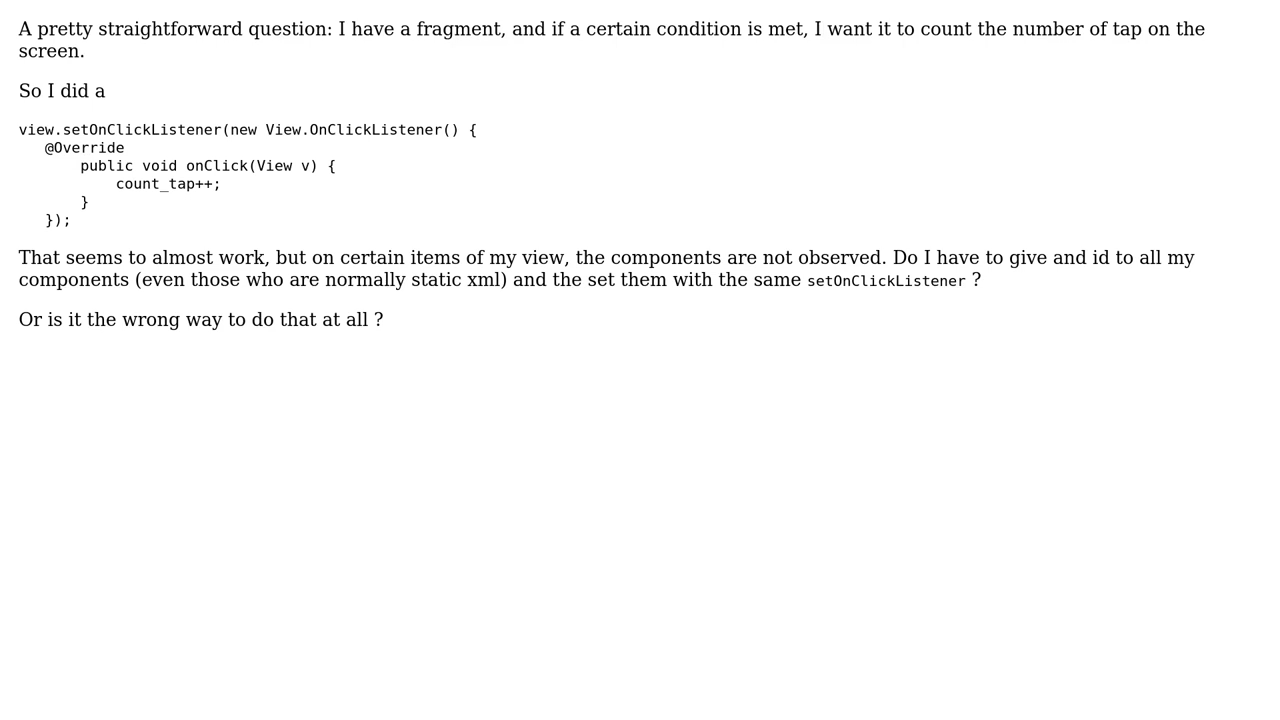 A pretty straightforward question: I have a fragment, and if a certain condition is met, I want it to count the number of tap on the
screen.
So I did a
view.setOnClickListener(new View.OnClickListener() {
   @Override
       public void onClick(View v) {
           count_tap++;
       }
   });
That seems to almost work, but on certain items of my view, the components are not observed. Do I have to give and id to all my
components (even those who are normally static xml) and the set them with the same setOnClickListener ?
Or is it the wrong way to do that at all ?